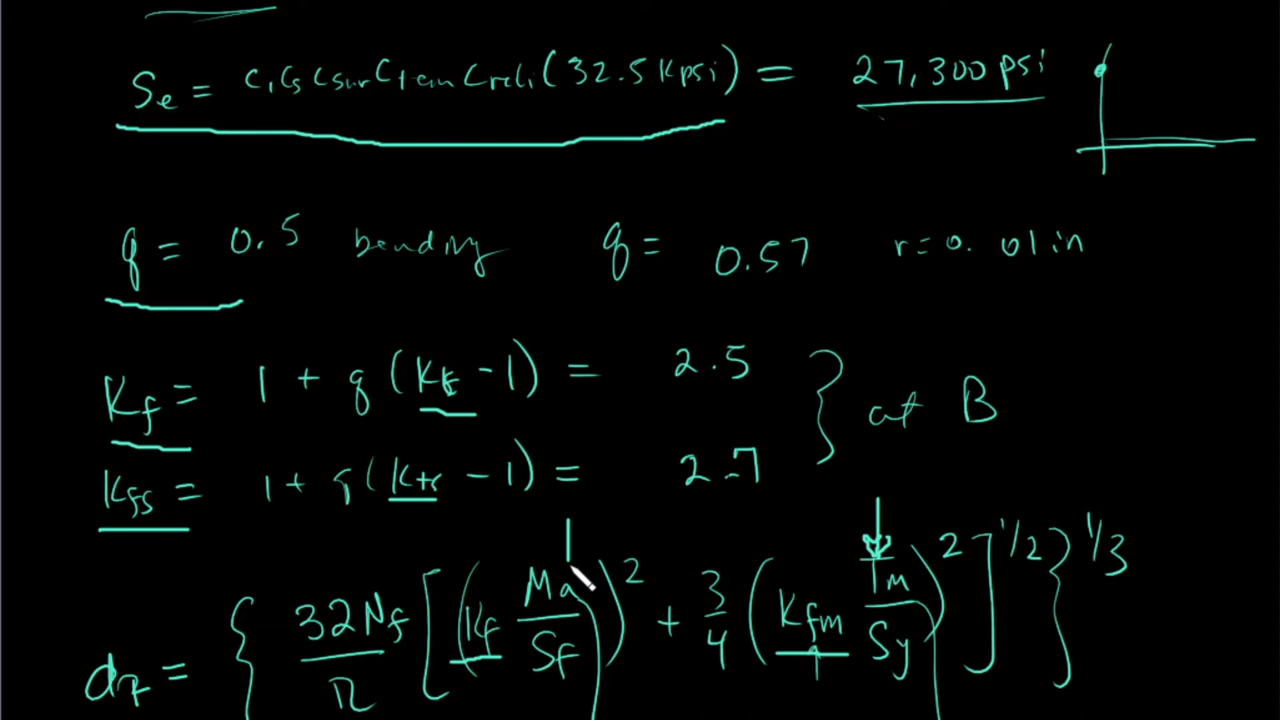 Se = C₁ Cs Csur Ctem Creli (32.5 Kpsi) = 27,300 psi
q = 0.5 bending q = 0.57 r = 0.01 in
Kf = 1 + q (Kt - 1) = 2.5
Kfs = 1 + q (Kts - 1) = 2.7 } at B
d₂ = { 32Nf / π [ (Kf Ma / Sf)² + 3/4 (Kfm Tm / Sy)² ]^1/2 }^1/3